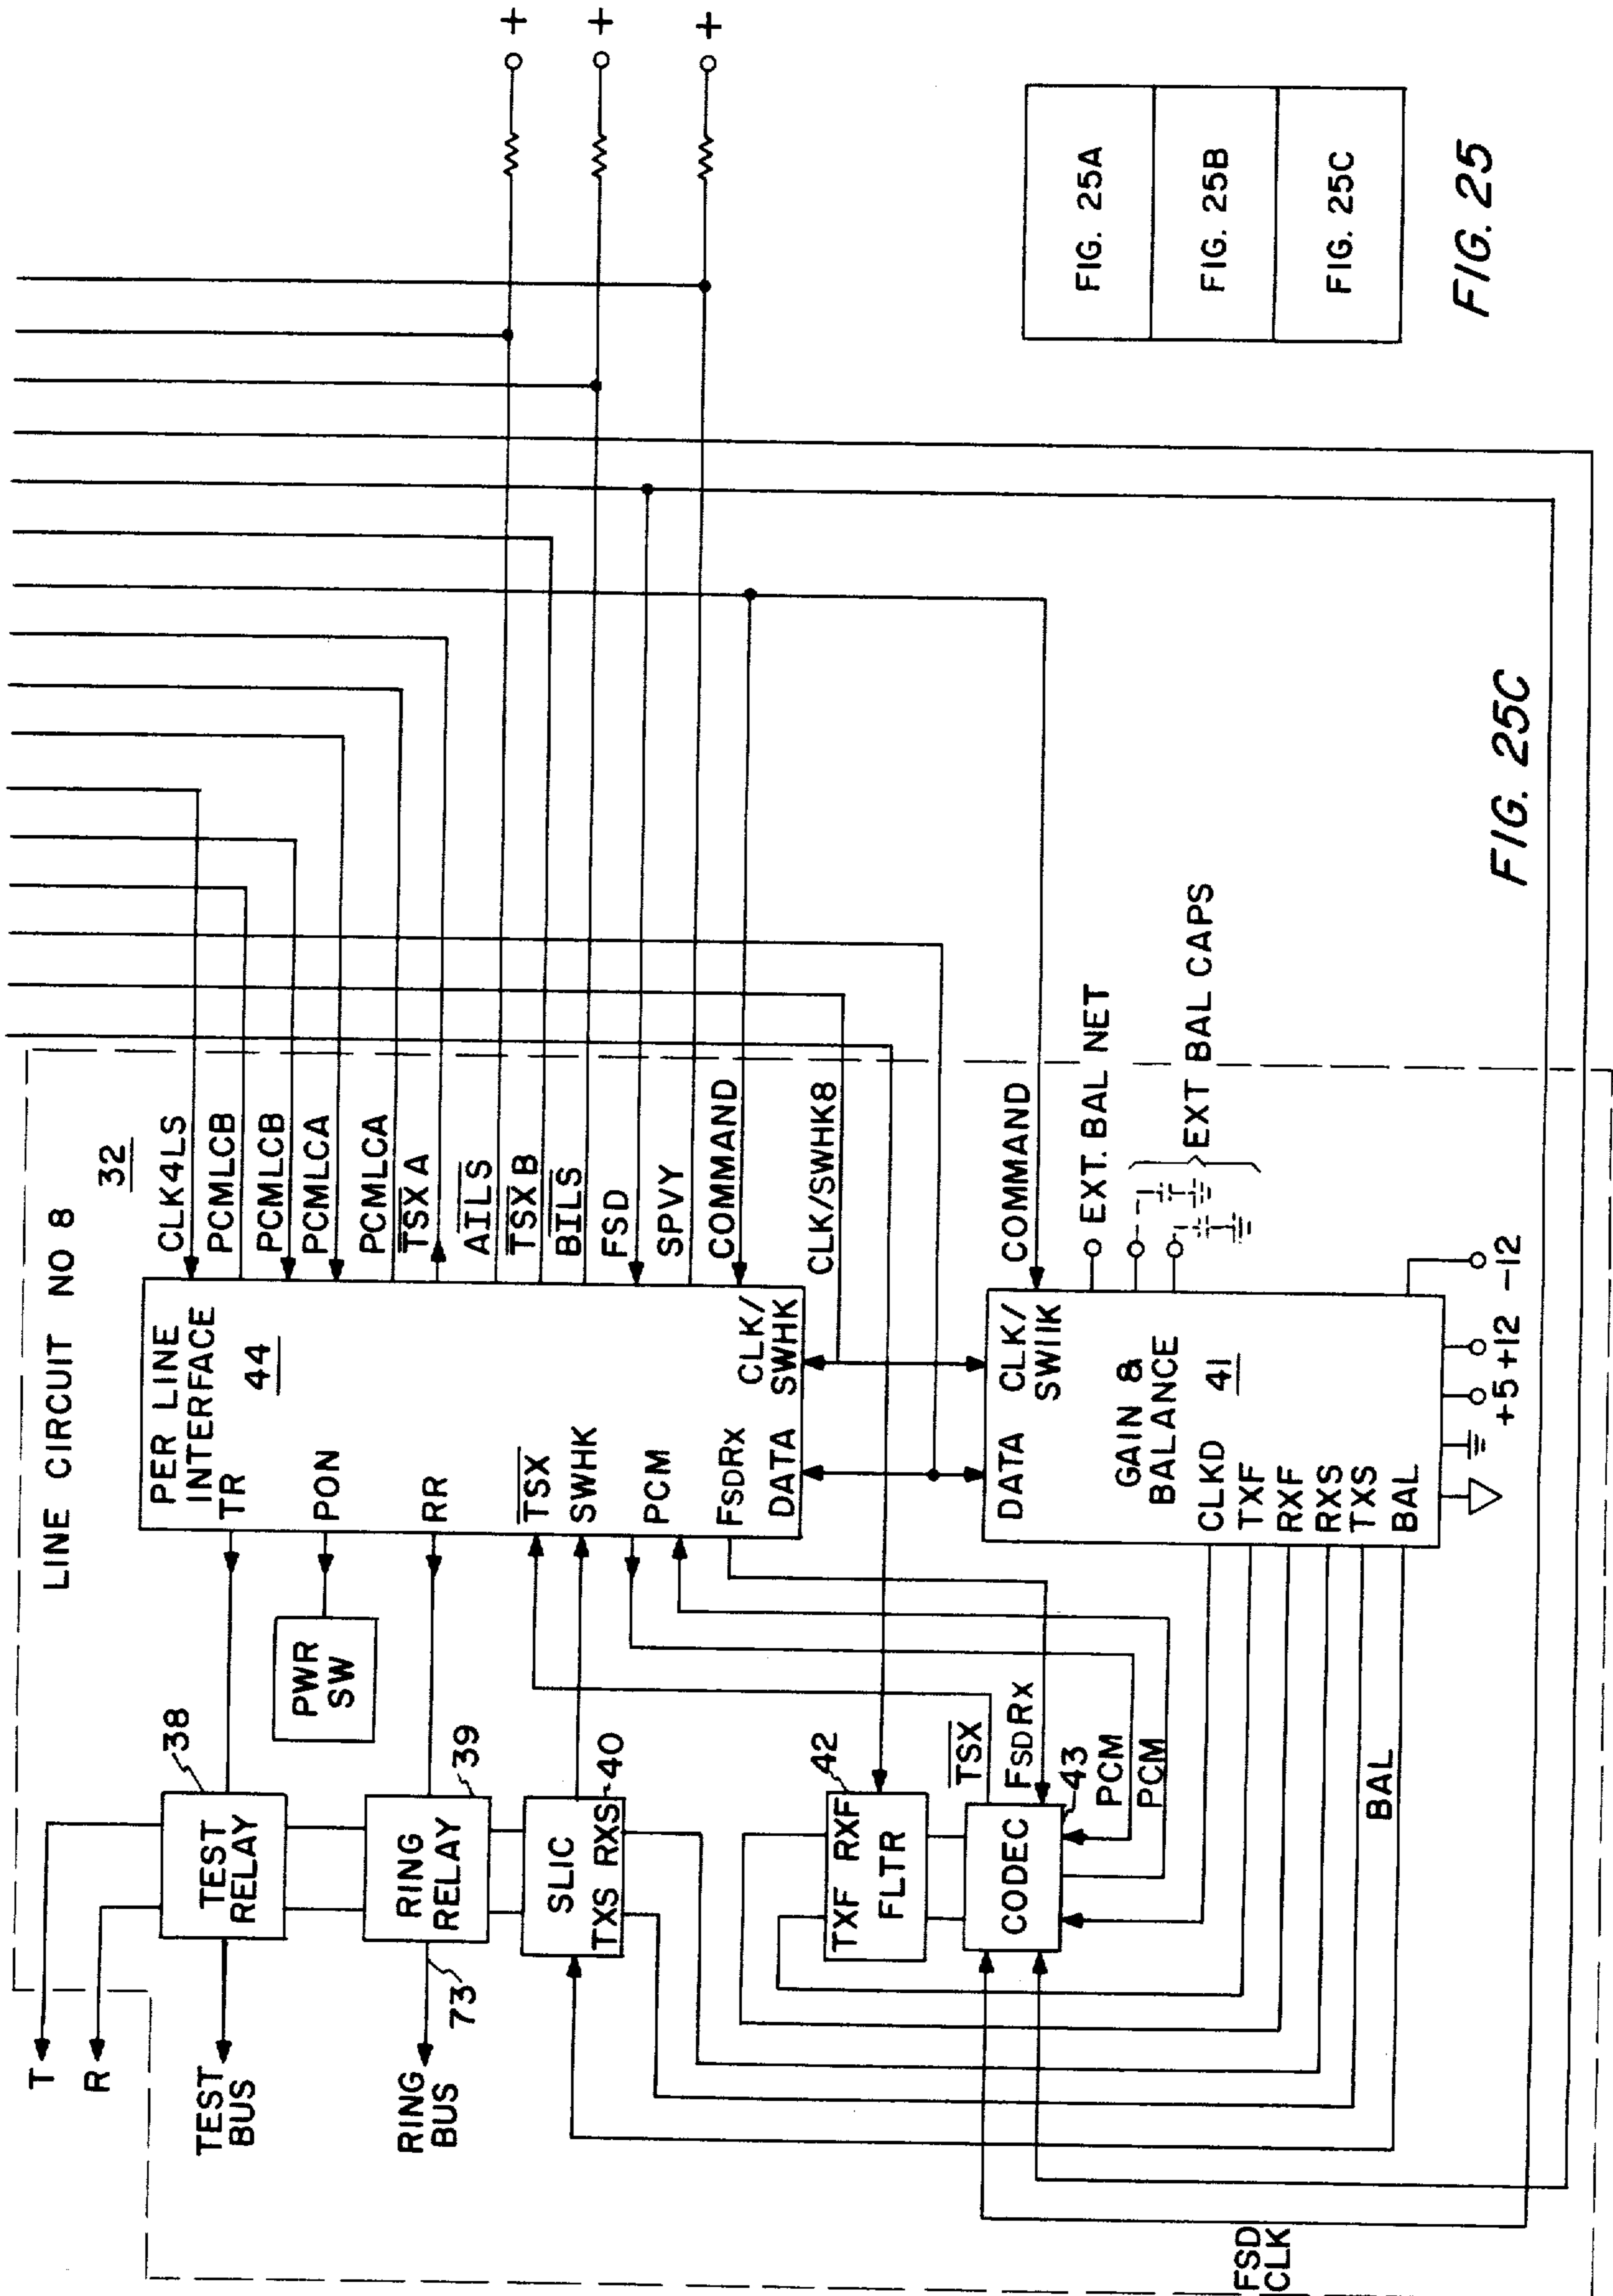 LINE CIRCUIT NO 8
32
T
R
TEST
BUS
RING
BUS
73
38
TEST
RELAY
39
RING
RELAY
40
SLIC
TXS RXS
PWR
SW
PER LINE
INTERFACE
44
TR
PON
RR
TSX
SWHK
PCM
FSDRX
DATA
CLK/
SWHK
CLK4LS
PCMLCB
PCMLCB
PCMLCA
PCMLCA
TSX A
AILS
TSX B
BILS
FSD
SPVY
COMMAND
CLK/SWHK8
+
+
+
42
TXF RXF
FLTR
TSX
FSDRX
43
CODEC
PCM
PCM
DATA
CLK/
SWIIK
GAIN &
BALANCE
41
CLKD
TXF
RXF
RXS
TXS
BAL
BAL
COMMAND
EXT. BAL NET
EXT BAL CAPS
+5
+12
-12
FSD
CLK
FIG. 25C
FIG. 25A
FIG. 25B
FIG. 25C
FIG. 25